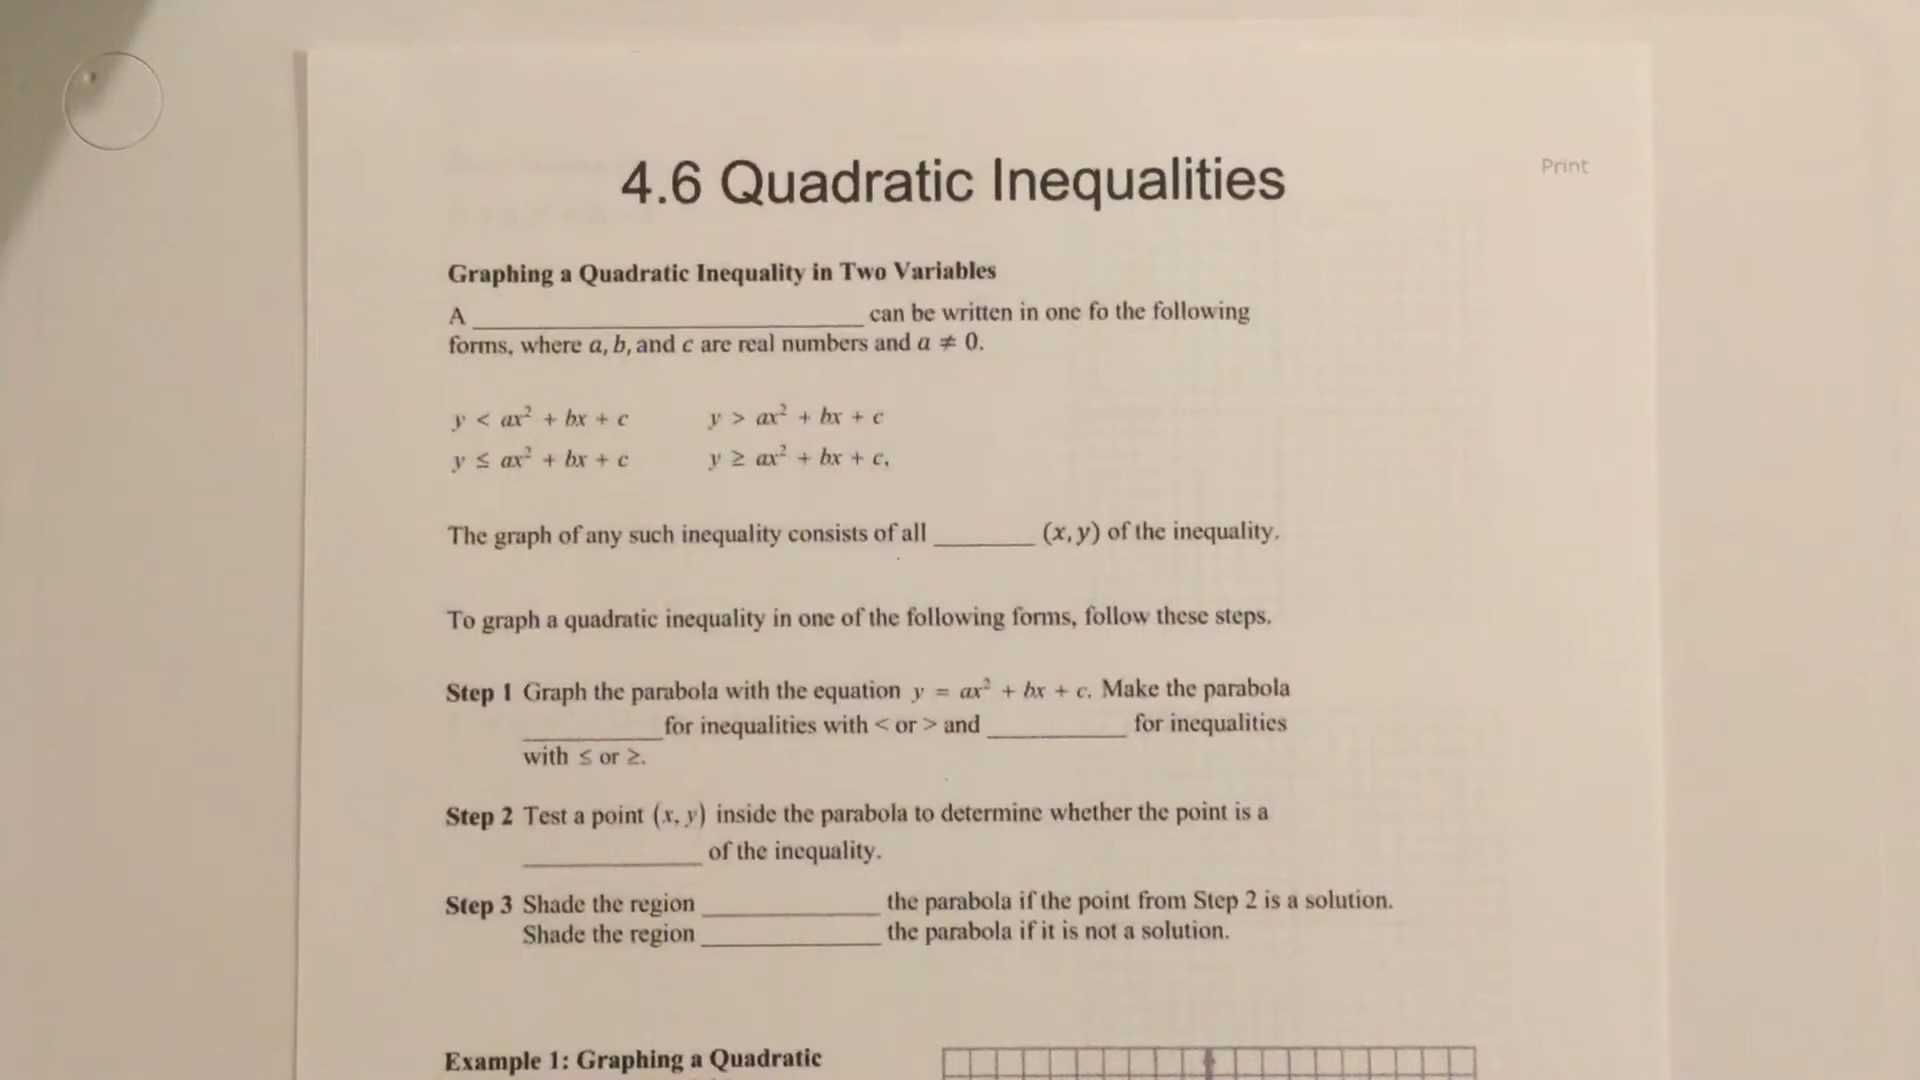 4.6 Quadratic Inequalities
Print
Graphing a Quadratic Inequality in Two Variables
A ______________________________ can be written in one fo the following
forms, where a, b, and c are real numbers and a ≠ 0.
y < ax² + bx + c    y > ax² + bx + c
y ≤ ax² + bx + c    y ≥ ax² + bx + c,
The graph of any such inequality consists of all ________ (x, y) of the inequality.
To graph a quadratic inequality in one of the following forms, follow these steps.
Step 1 Graph the parabola with the equation y = ax² + bx + c. Make the parabola
___________ for inequalities with < or > and ___________ for inequalities
with ≤ or ≥.
Step 2 Test a point (x, y) inside the parabola to determine whether the point is a
______________ of the inequality.
Step 3 Shade the region ______________ the parabola if the point from Step 2 is a solution.
Shade the region ______________ the parabola if it is not a solution.
Example 1: Graphing a Quadratic